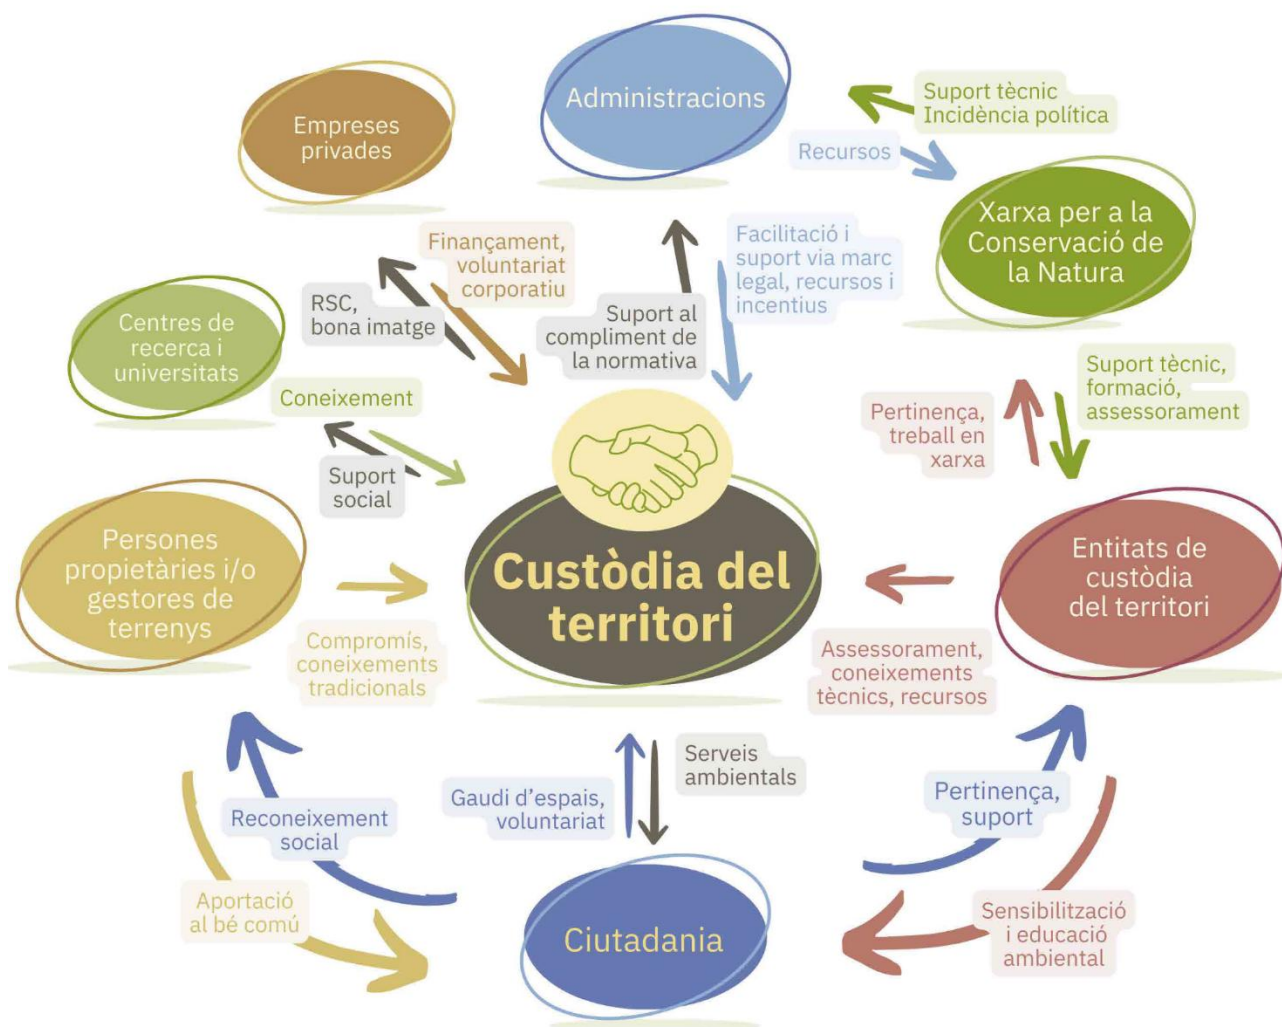 Administracions
Suport tècnic
Incidència política
Empreses
privades
Recursos
Xarxa per a la
Conservació de
la Natura
Finançament,
voluntariat
corporatiu
Facilitació i
suport via marc
legal, recursos i
incentius
RSC,
bona imatge
Suport al
compliment de
la normativa
Centres de
recerca i
universitats
Coneixement
Suport
social
Suport tècnic,
formació,
assessorament
Pertinença,
treball en
xarxa
Persones
propietàries i/o
gestores de
terrenys
Custòdia del
territori
Entitats de
custòdia
del territori
Compromís,
coneixements
tradicionals
Assessorament,
coneixements
tècnics, recursos
Serveis
ambientals
Gaudi d’espais,
voluntariat
Reconeixement
social
Pertinença,
suport
Aportació
al bé comú
Ciutadania
Sensibilització
i educació
ambiental